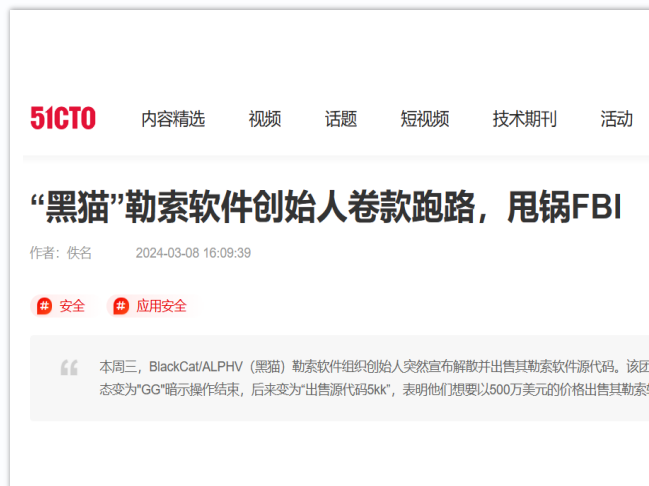 51CTO 内容精选 视频 话题 短视频 技术期刊 活动
“黑猫”勒索软件创始人卷款跑路，甩锅FBI
作者：佚名 2024-03-08 16:09:39
# 安全 # 应用安全
本周三，BlackCat/ALPHV（黑猫）勒索软件组织创始人突然宣布解散并出售其勒索软件源代码。该团
态变为"GG"暗示操作结束，后来变为“出售源代码5kk”，表明他们想要以500万美元的价格出售其勒索